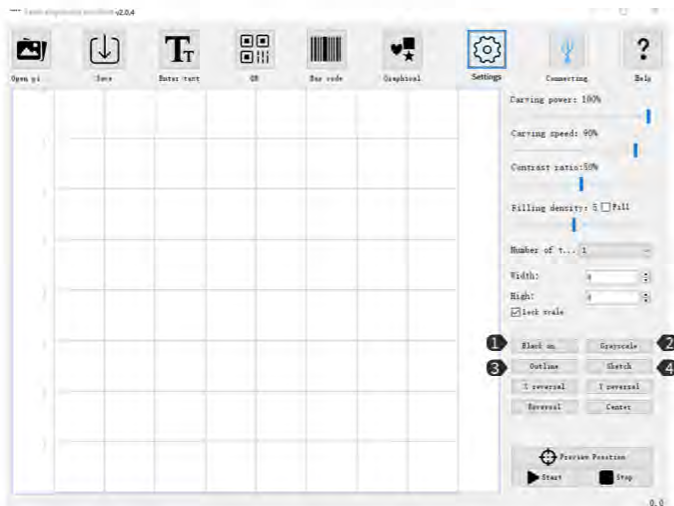 v2.0.4
Open pi Save Enter text QR Bar code Graphical Settings Connecting Help
Carving power: 100%
Carving speed: 90%
Contrast ratio:50%
Filling density: 5 Fill
Number of t... 1
Width:
High:
Lock scale
1 Black an Grayscale 2
3 Outline Sketch 4
reversal Y reversal
Reversal Center
Preview Position
Start Stop
0,0